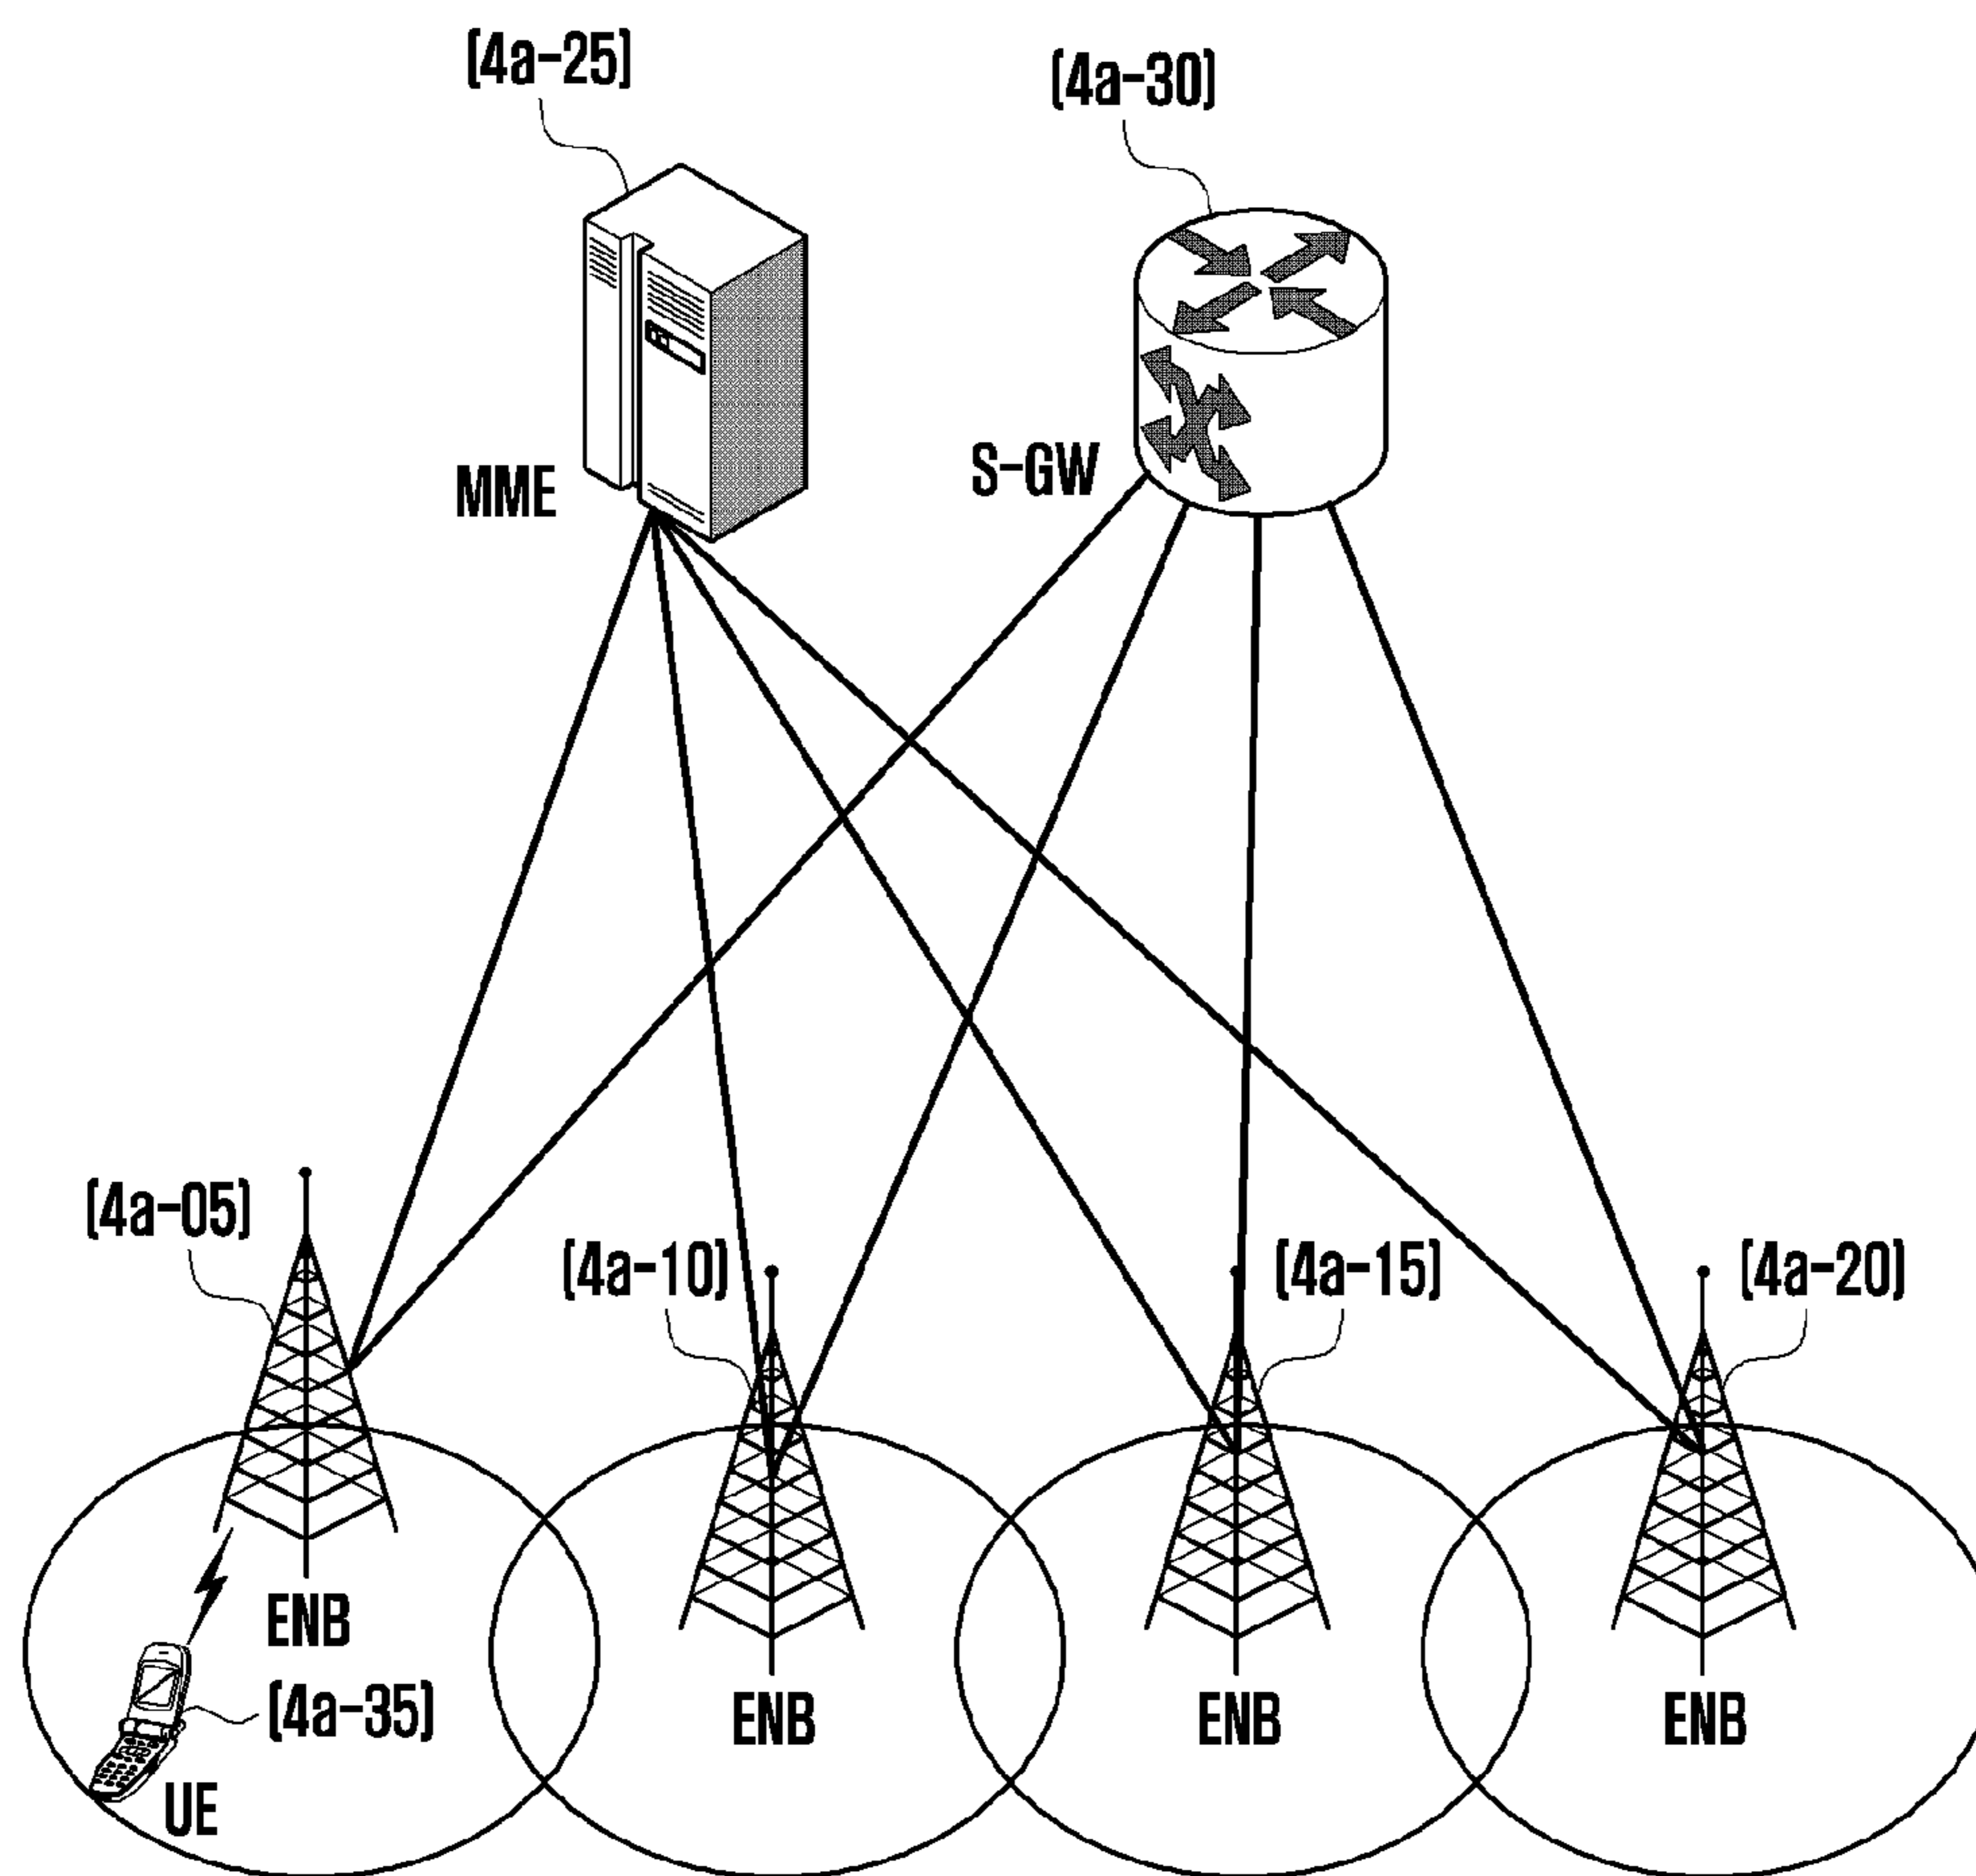 (4a-25)
(4a-30)
MME
S-GW
(4a-05)
(4a-10)
(4a-15)
(4a-20)
ENB
(4a-35)
ENB
ENB
ENB
UE